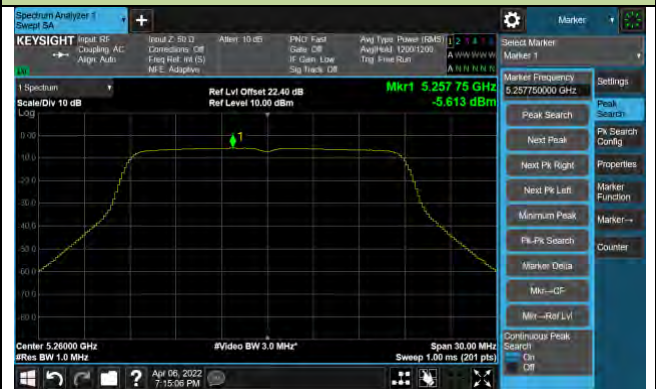 Spectrum Analyzer 1
Swept SA
Marker
KEYSIGHT
Input: RF
Coupling: AC
Align: Auto
Input Z: 50 Ω
Corrections: Off
Freq Ref: Int (S)
NFE: Adaptive
Atten: 10 dB
PNO: Fast
Gate: Off
IF Gain: Low
Sig Track: Off
Avg Type: Power (RMS)
Avg|Hold: 1200/1200
Trig: Free Run
A W W W W W
A N N N N N
Select Marker
Marker 1
1 Spectrum
Scale/Div 10 dB
Log
Ref Lvl Offset 22.40 dB
Ref Level 10.00 dBm
Mkr1 5.257 75 GHz
-5.613 dBm
Marker Frequency
5.257750000 GHz
Settings
Peak Search
Peak
Search
Next Peak
Pk Search
Config
Next Pk Right
Properties
Next Pk Left
Marker
Function
Minimum Peak
Marker→
Pk-Pk Search
Counter
Marker Delta
Mkr→CF
Mkr→Ref Lvl
Continuous Peak
Search
On
Off
1
0.00
-10.0
-20.0
-30.0
-40.0
-50.0
-60.0
-70.0
-80.0
Center 5.26000 GHz
#Res BW 1.0 MHz
#Video BW 3.0 MHz*
Span 30.00 MHz
Sweep 1.00 ms (201 pts)
?
Apr 06, 2022
7:15:06 PM